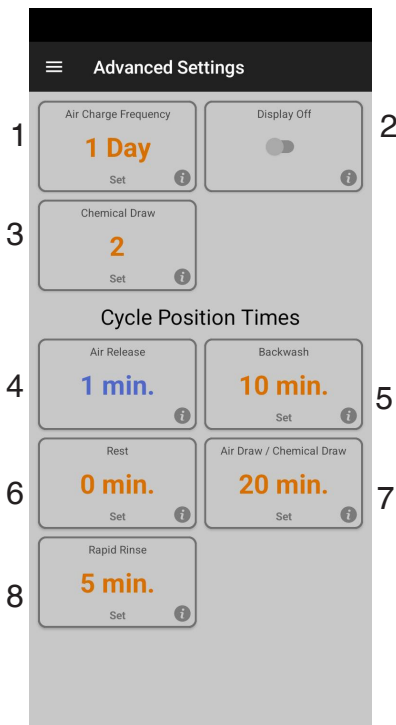 Advanced Settings
1
Air Charge Frequency
1 Day
Set
Display Off
2
3
Chemical Draw
2
Set
Cycle Position Times
4
Air Release
1 min.
Backwash
10 min.
Set
5
6
Rest
0 min.
Set
Air Draw / Chemical Draw
20 min.
Set
7
8
Rapid Rinse
5 min.
Set